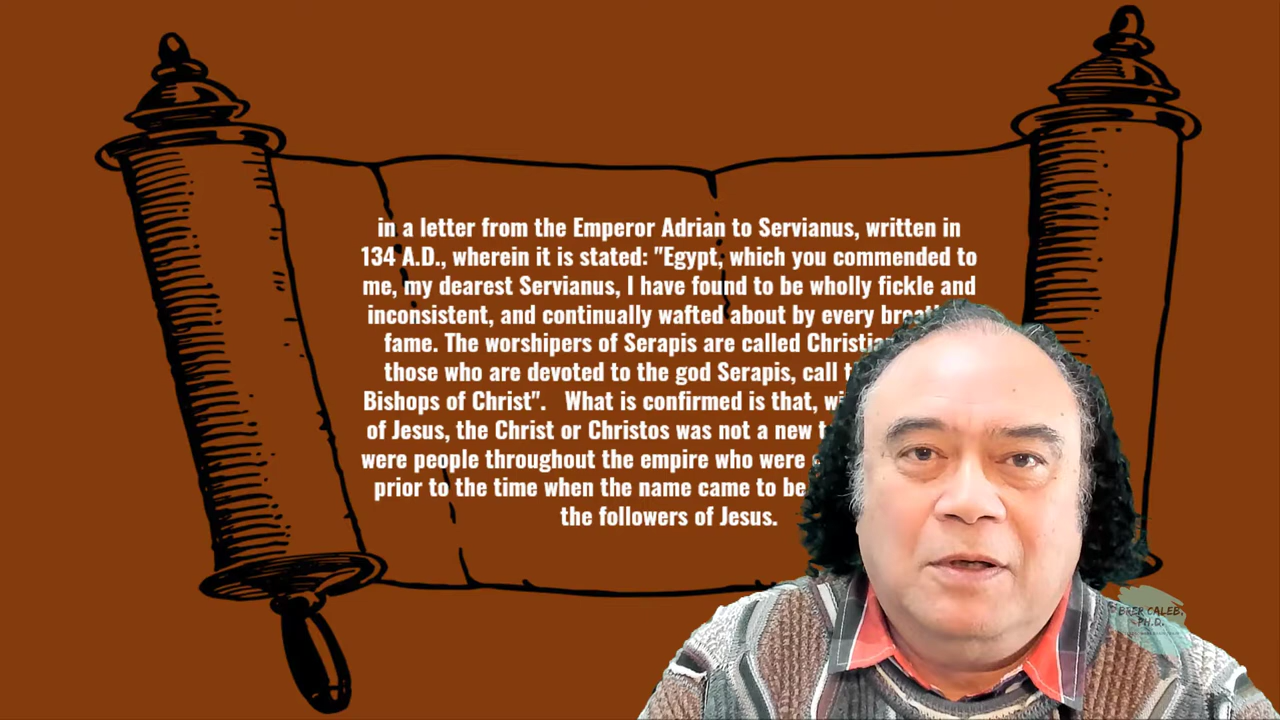 in a letter from the Emperor Adrian to Servianus, written in
134 A.D., wherein it is stated: "Egypt, which you commended to
me, my dearest Servianus, I have found to be wholly fickle and
inconsistent, and continually wafted about by every
fame. The worshipers of Serapis are called
those who are devoted to the god Serapis, call
Bishops of Christ". What is confirmed is that,
of Jesus, the Christ or Christos was not a new
were people throughout the empire who were
prior to the time when the name came to be
the followers of Jesus.
BRER CALEB,
PH.D.